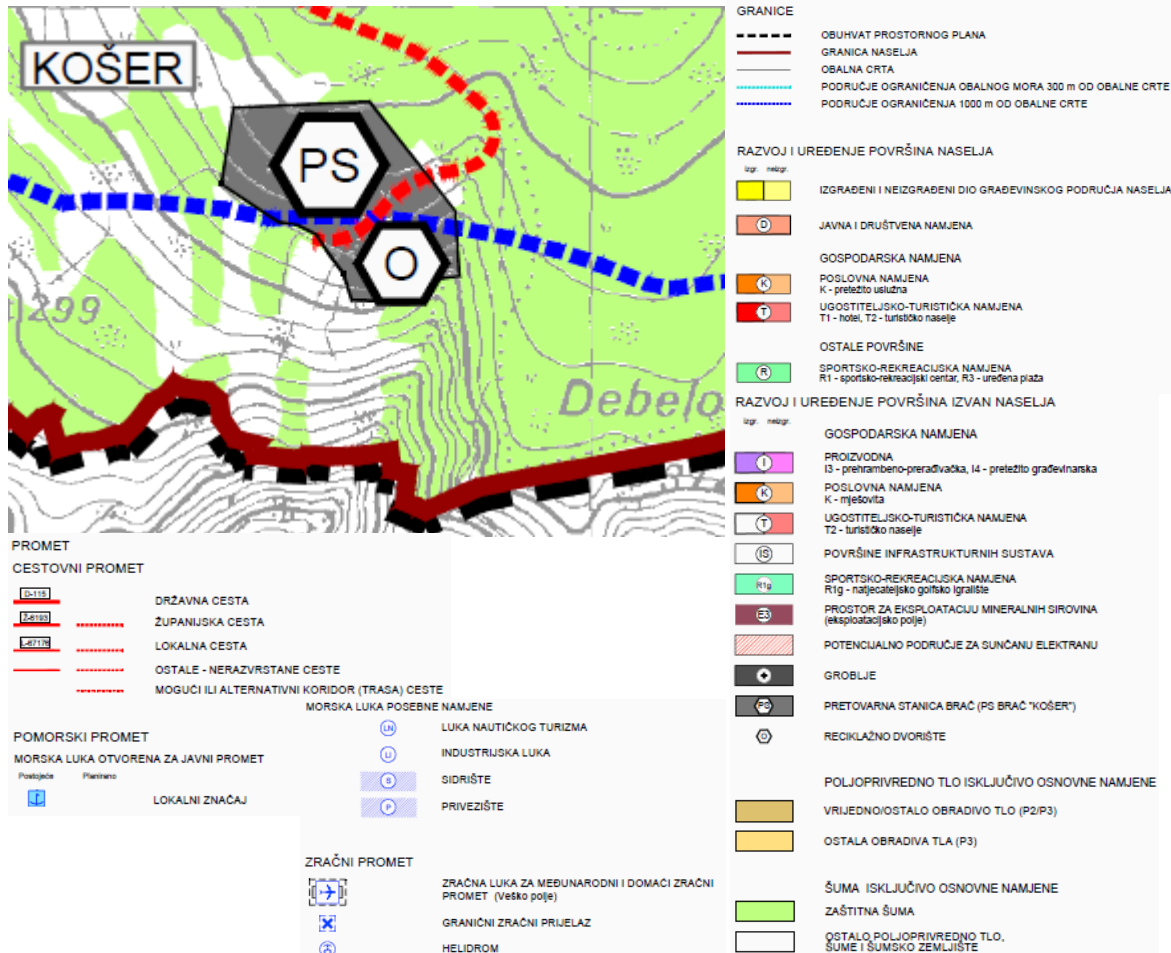 KOŠER
PS
O
299
Debelo
GRANICE
OBUHVAT PROSTORNOG PLANA
GRANICA NASELJA
OBALNA CRTA
PODRUČJE OGRANIČENJA OBALNOG MORA 300 m OD OBALNE CRTE
PODRUČJE OGRANIČENJA 1000 m OD OBALNE CRTE
RAZVOJ I UREĐENJE POVRŠINA NASELJA
izgr. neizgr.
IZGRAĐENI I NEIZGRAĐENI DIO GRAĐEVINSKOG PODRUČJA NASELJA
D JAVNA I DRUŠTVENA NAMJENA
GOSPODARSKA NAMJENA
K POSLOVNA NAMJENA
K - pretežito uslužna
T UGOSTITELJSKO-TURISTIČKA NAMJENA
T1 - hotel, T2 - turističko naselje
OSTALE POVRŠINE
R SPORTSKO-REKREACIJSKA NAMJENA
R1 - sportsko-rekreacijski centar, R3 - uređena plaža
RAZVOJ I UREĐENJE POVRŠINA IZVAN NASELJA
izgr. neizgr.
GOSPODARSKA NAMJENA
I PROIZVODNA
I3 - prehrambeno-prerađivačka, I4 - pretežito građevinarska
K POSLOVNA NAMJENA
K - mješovita
T UGOSTITELJSKO-TURISTIČKA NAMJENA
T2 - turističko naselje
IS POVRŠINE INFRASTRUKTURNIH SUSTAVA
R1g SPORTSKO-REKREACIJSKA NAMJENA
R1g - natjecateljsko golfsko igralište
E3 PROSTOR ZA EKSPLOATACIJU MINERALNIH SIROVINA
(eksploatacijsko polje)
POTENCIJALNO PODRUČJE ZA SUNČANU ELEKTRANU
GROBLJE
PRETOVARNA STANICA BRAČ (PS BRAČ "KOŠER")
O RECIKLAŽNO DVORIŠTE
POLJOPRIVREDNO TLO ISKLJUČIVO OSNOVNE NAMJENE
VRIJEDNO/OSTALO OBRADIVO TLO (P2/P3)
OSTALA OBRADIVA TLA (P3)
ŠUMA ISKLJUČIVO OSNOVNE NAMJENE
ZAŠTITNA ŠUMA
OSTALO POLJOPRIVREDNO TLO,
ŠUME I ŠUMSKO ZEMLJIŠTE
PROMET
CESTOVNI PROMET
D-115 DRŽAVNA CESTA
Ž-6193 ŽUPANIJSKA CESTA
L-67176 LOKALNA CESTA
OSTALE - NERAZVRSTANE CESTE
MOGUĆI ILI ALTERNATIVNI KORIDOR (TRASA) CESTE
POMORSKI PROMET
MORSKA LUKA OTVORENA ZA JAVNI PROMET
Postojeće Planirano
LOKALNI ZNAČAJ
MORSKA LUKA POSEBNE NAMJENE
LN LUKA NAUTIČKOG TURIZMA
LI INDUSTRIJSKA LUKA
S SIDRIŠTE
P PRIVEZIŠTE
ZRAČNI PROMET
ZRAČNA LUKA ZA MEĐUNARODNI I DOMAĆI ZRAČNI
PROMET (Veško polje)
GRANIČNI ZRAČNI PRIJELAZ
HELIDROM